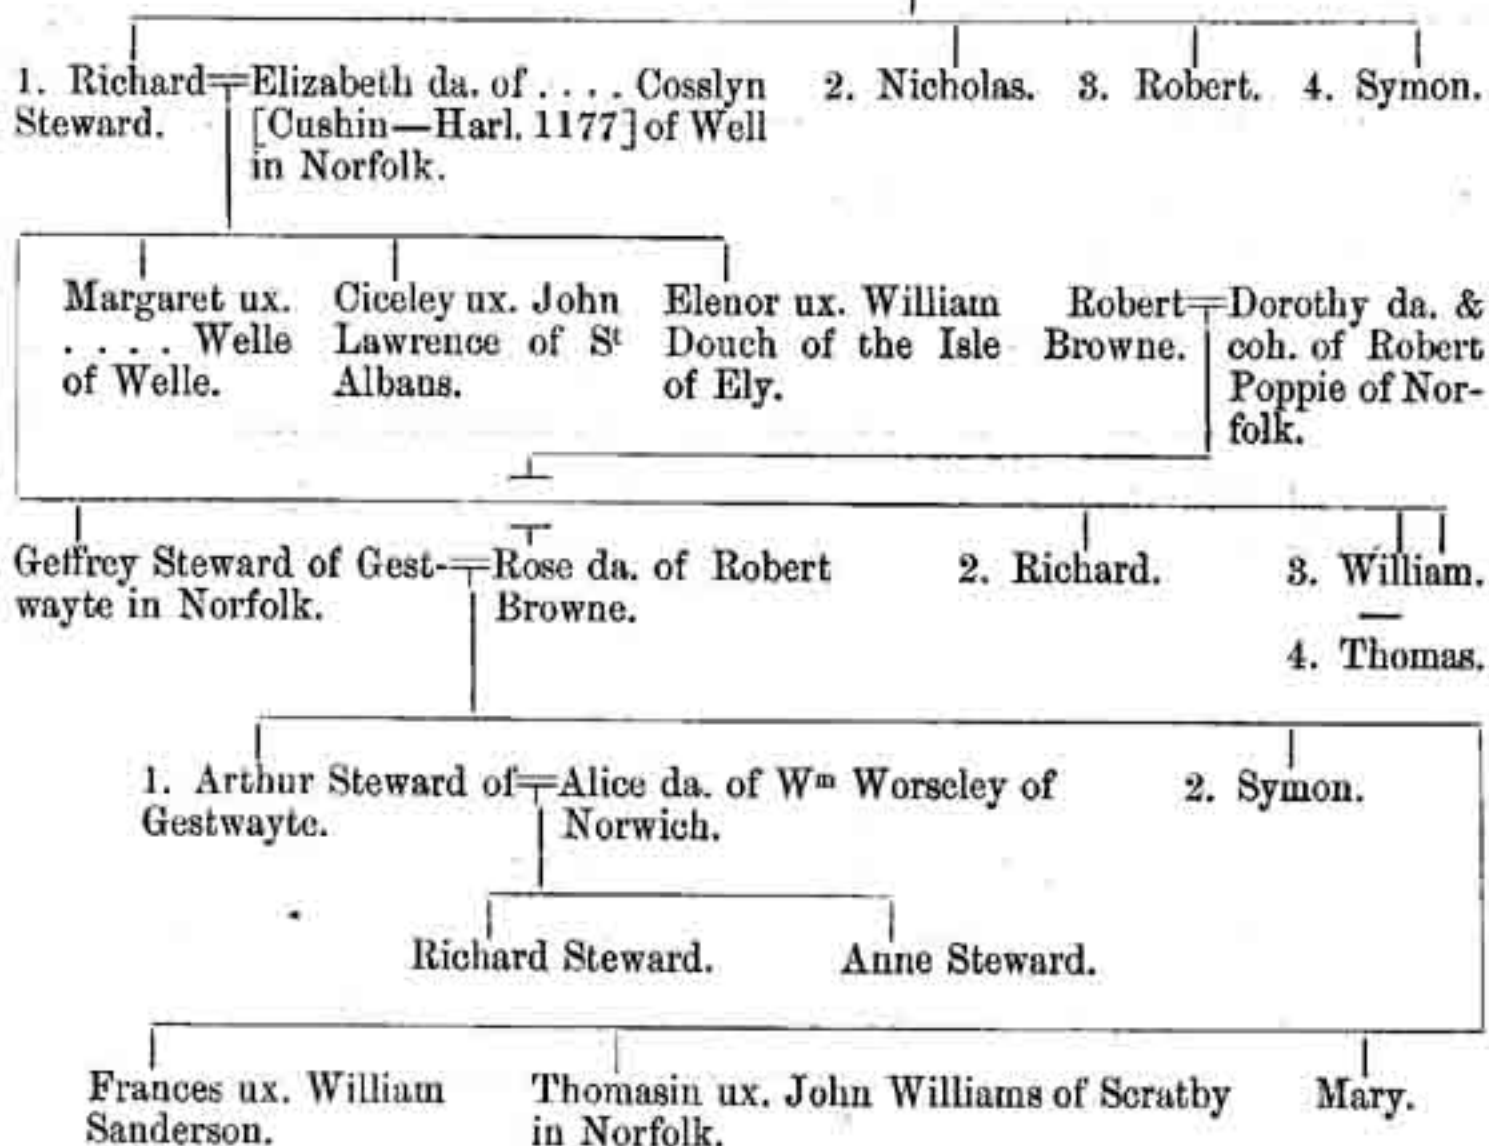 1. Richard Steward.
Elizabeth da. of . . . . Cosslyn
[Cushin—Harl. 1177] of Well
in Norfolk.
2. Nicholas.
3. Robert.
4. Symon.
Margaret ux.
. . . . Welle
of Welle.
Ciceley ux. John
Lawrence of St
Albans.
Elenor ux. William
Douch of the Isle
of Ely.
Robert
Browne.
Dorothy da. &
coh. of Robert
Poppie of Nor-
folk.
Geffrey Steward of Gest-
wayte in Norfolk.
Rose da. of Robert
Browne.
2. Richard.
3. William.
4. Thomas.
1. Arthur Steward of
Gestwayte.
Alice da. of Wm Worseley of
Norwich.
2. Symon.
Richard Steward.
Anne Steward.
Frances ux. William
Sanderson.
Thomasin ux. John Williams of Scratby
in Norfolk.
Mary.